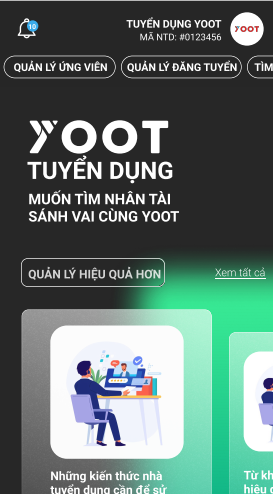 10
TUYỂN DỤNG YOOT
MÃ NTD: #0123456
YOOT
QUẢN LÝ ỨNG VIÊN
QUẢN LÝ ĐĂNG TUYỂN
TÌM
YOOT
TUYỂN DỤNG
MUỐN TÌM NHÂN TÀI
SÁNH VAI CÙNG YOOT
QUẢN LÝ HIỆU QUẢ HƠN
Xem tất cả
Những kiến thức nhà
tuyển dụng cần để sử
Từ kh
hiệu q